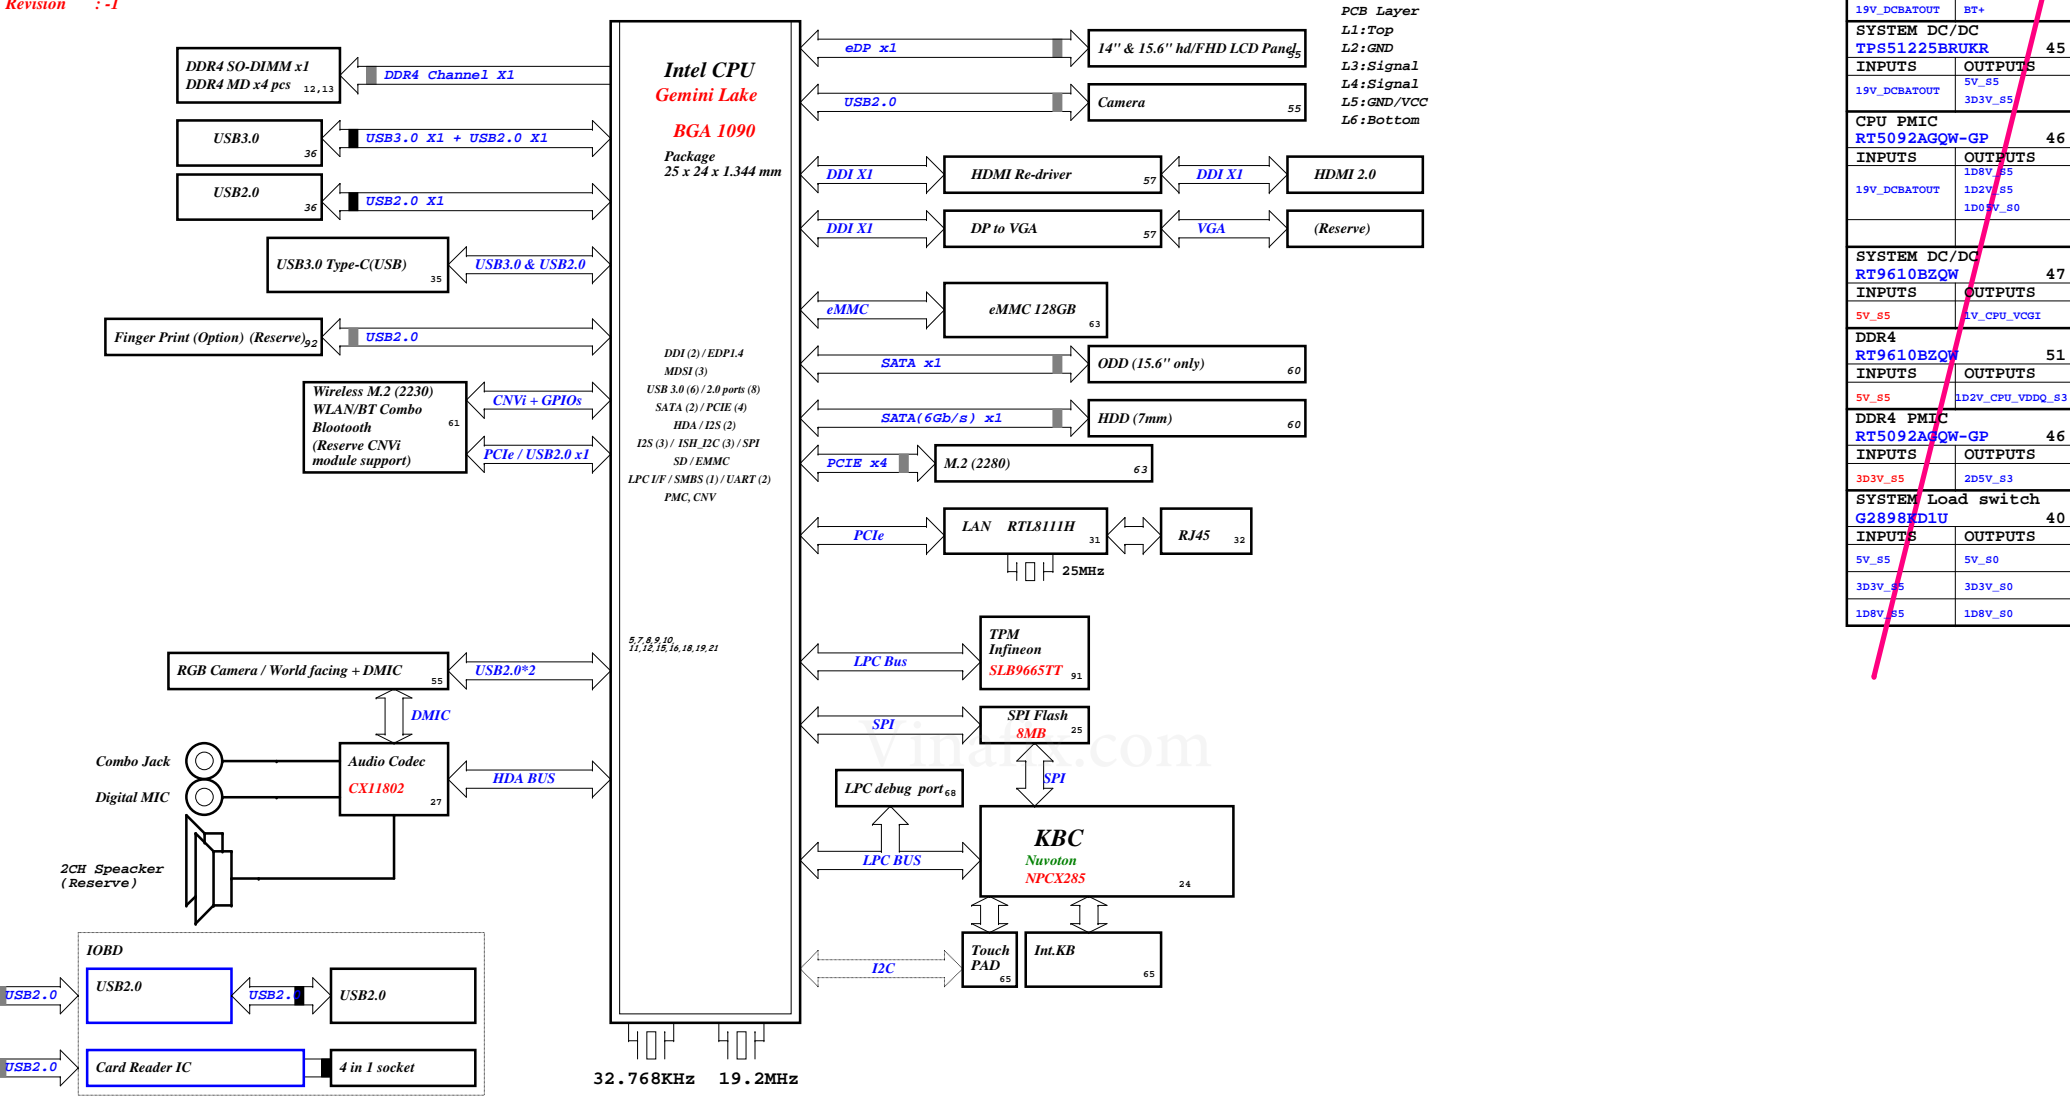 Revision : -1
DDR4 SO-DIMM x1
DDR4 MD x4 pcs 12,13
DDR4 Channel X1
USB3.0
36
USB3.0 X1 + USB2.0 X1
USB2.0
36
USB2.0 X1
USB3.0 Type-C(USB)
35
USB3.0 & USB2.0
Finger Print (Option) (Reserve) 92
USB2.0
Wireless M.2 (2230)
WLAN/BT Combo
Blootooth
(Reserve CNVi
module support)
61
CNVi + GPIOs
PCIe / USB2.0 x1
RGB Camera / World facing + DMIC
55
USB2.0*2
DMIC
Combo Jack
Digital MIC
Audio Codec
CX11802
27
HDA BUS
2CH Speacker
(Reserve)
IOBD
USB2.0
USB2.0
USB2.0
USB2.0
USB2.0
Card Reader IC
4 in 1 socket
Intel CPU
Gemini Lake
BGA 1090
Package
25 x 24 x 1.344 mm
DDI (2) / EDP1.4
MDSI (3)
USB 3.0 (6) / 2.0 ports (8)
SATA (2) / PCIE (4)
HDA / I2S (2)
I2S (3) / ISH_I2C (3) / SPI
SD / EMMC
LPC I/F / SMBS (1) / UART (2)
PMC, CNV
5,7,8,9,10,
11,12,15,16,18,19,21
32.768KHz
19.2MHz
eDP x1
14" & 15.6" hd/FHD LCD Panel
55
USB2.0
Camera
55
DDI X1
HDMI Re-driver
57
DDI X1
HDMI 2.0
DDI X1
DP to VGA
57
VGA
(Reserve)
eMMC
eMMC 128GB
63
SATA x1
ODD (15.6" only)
60
SATA(6Gb/s) x1
HDD (7mm)
60
PCIE x4
M.2 (2280)
63
PCIe
LAN RTL8111H
31
RJ45
32
25MHz
LPC Bus
TPM
Infineon
SLB9665TT 91
SPI
SPI Flash
8MB 25
SPI
Vinafix.com
LPC debug port 68
LPC BUS
KBC
Nuvoton
NPCX285
24
I2C
Touch
PAD
65
Int.KB
65
PCB Layer
L1:Top
L2:GND
L3:Signal
L4:Signal
L5:GND/VCC
L6:Bottom
19V_DCBATOUT BT+
SYSTEM DC/DC
TPS51225BRUKR 45
INPUTS OUTPUTS
19V_DCBATOUT
5V_S5
3D3V_S5
CPU PMIC
RT5092AGQW-GP 46
INPUTS OUTPUTS
19V_DCBATOUT
1D8V_S5
1D2V_S5
1D05V_S0
SYSTEM DC/DC
RT9610BZQW 47
INPUTS OUTPUTS
5V_S5 1V_CPU_VCGI
DDR4
RT9610BZQW 51
INPUTS OUTPUTS
5V_S5 1D2V_CPU_VDDQ_S3
DDR4 PMIC
RT5092AGQW-GP 46
INPUTS OUTPUTS
3D3V_S5 2D5V_S3
SYSTEM Load switch
G2898KD1U 40
INPUTS OUTPUTS
5V_S5 5V_S0
3D3V_S5 3D3V_S0
1D8V_S5 1D8V_S0